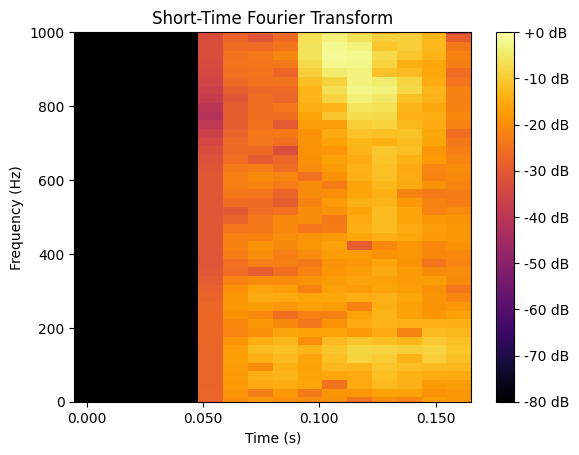 Short-Time Fourier Transform
1000
800
600
400
200
0
Frequency (Hz)
0.000
0.050
0.100
0.150
Time (s)
+0 dB
-10 dB
-20 dB
-30 dB
-40 dB
-50 dB
-60 dB
-70 dB
-80 dB